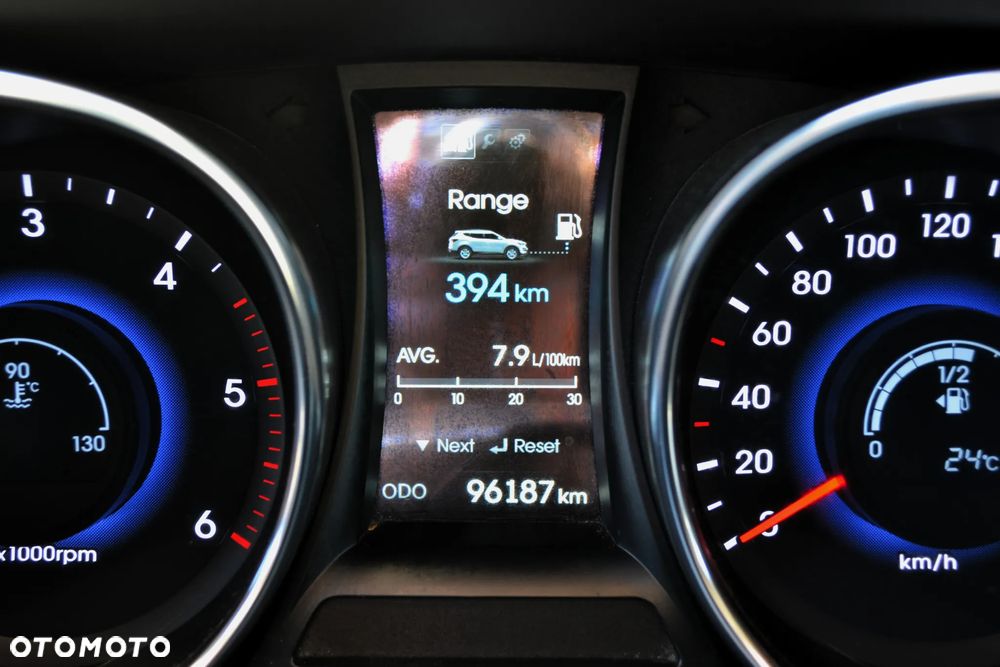 3
4
5
6
x1000rpm
90
°C
130
Range
394 km
AVG. 7.9 L/100km
0 10 20 30
▼ Next ↵ Reset
ODO 96187 km
0
20
40
60
80
100
120
km/h
1/2
0
24°C
OTOMOTO